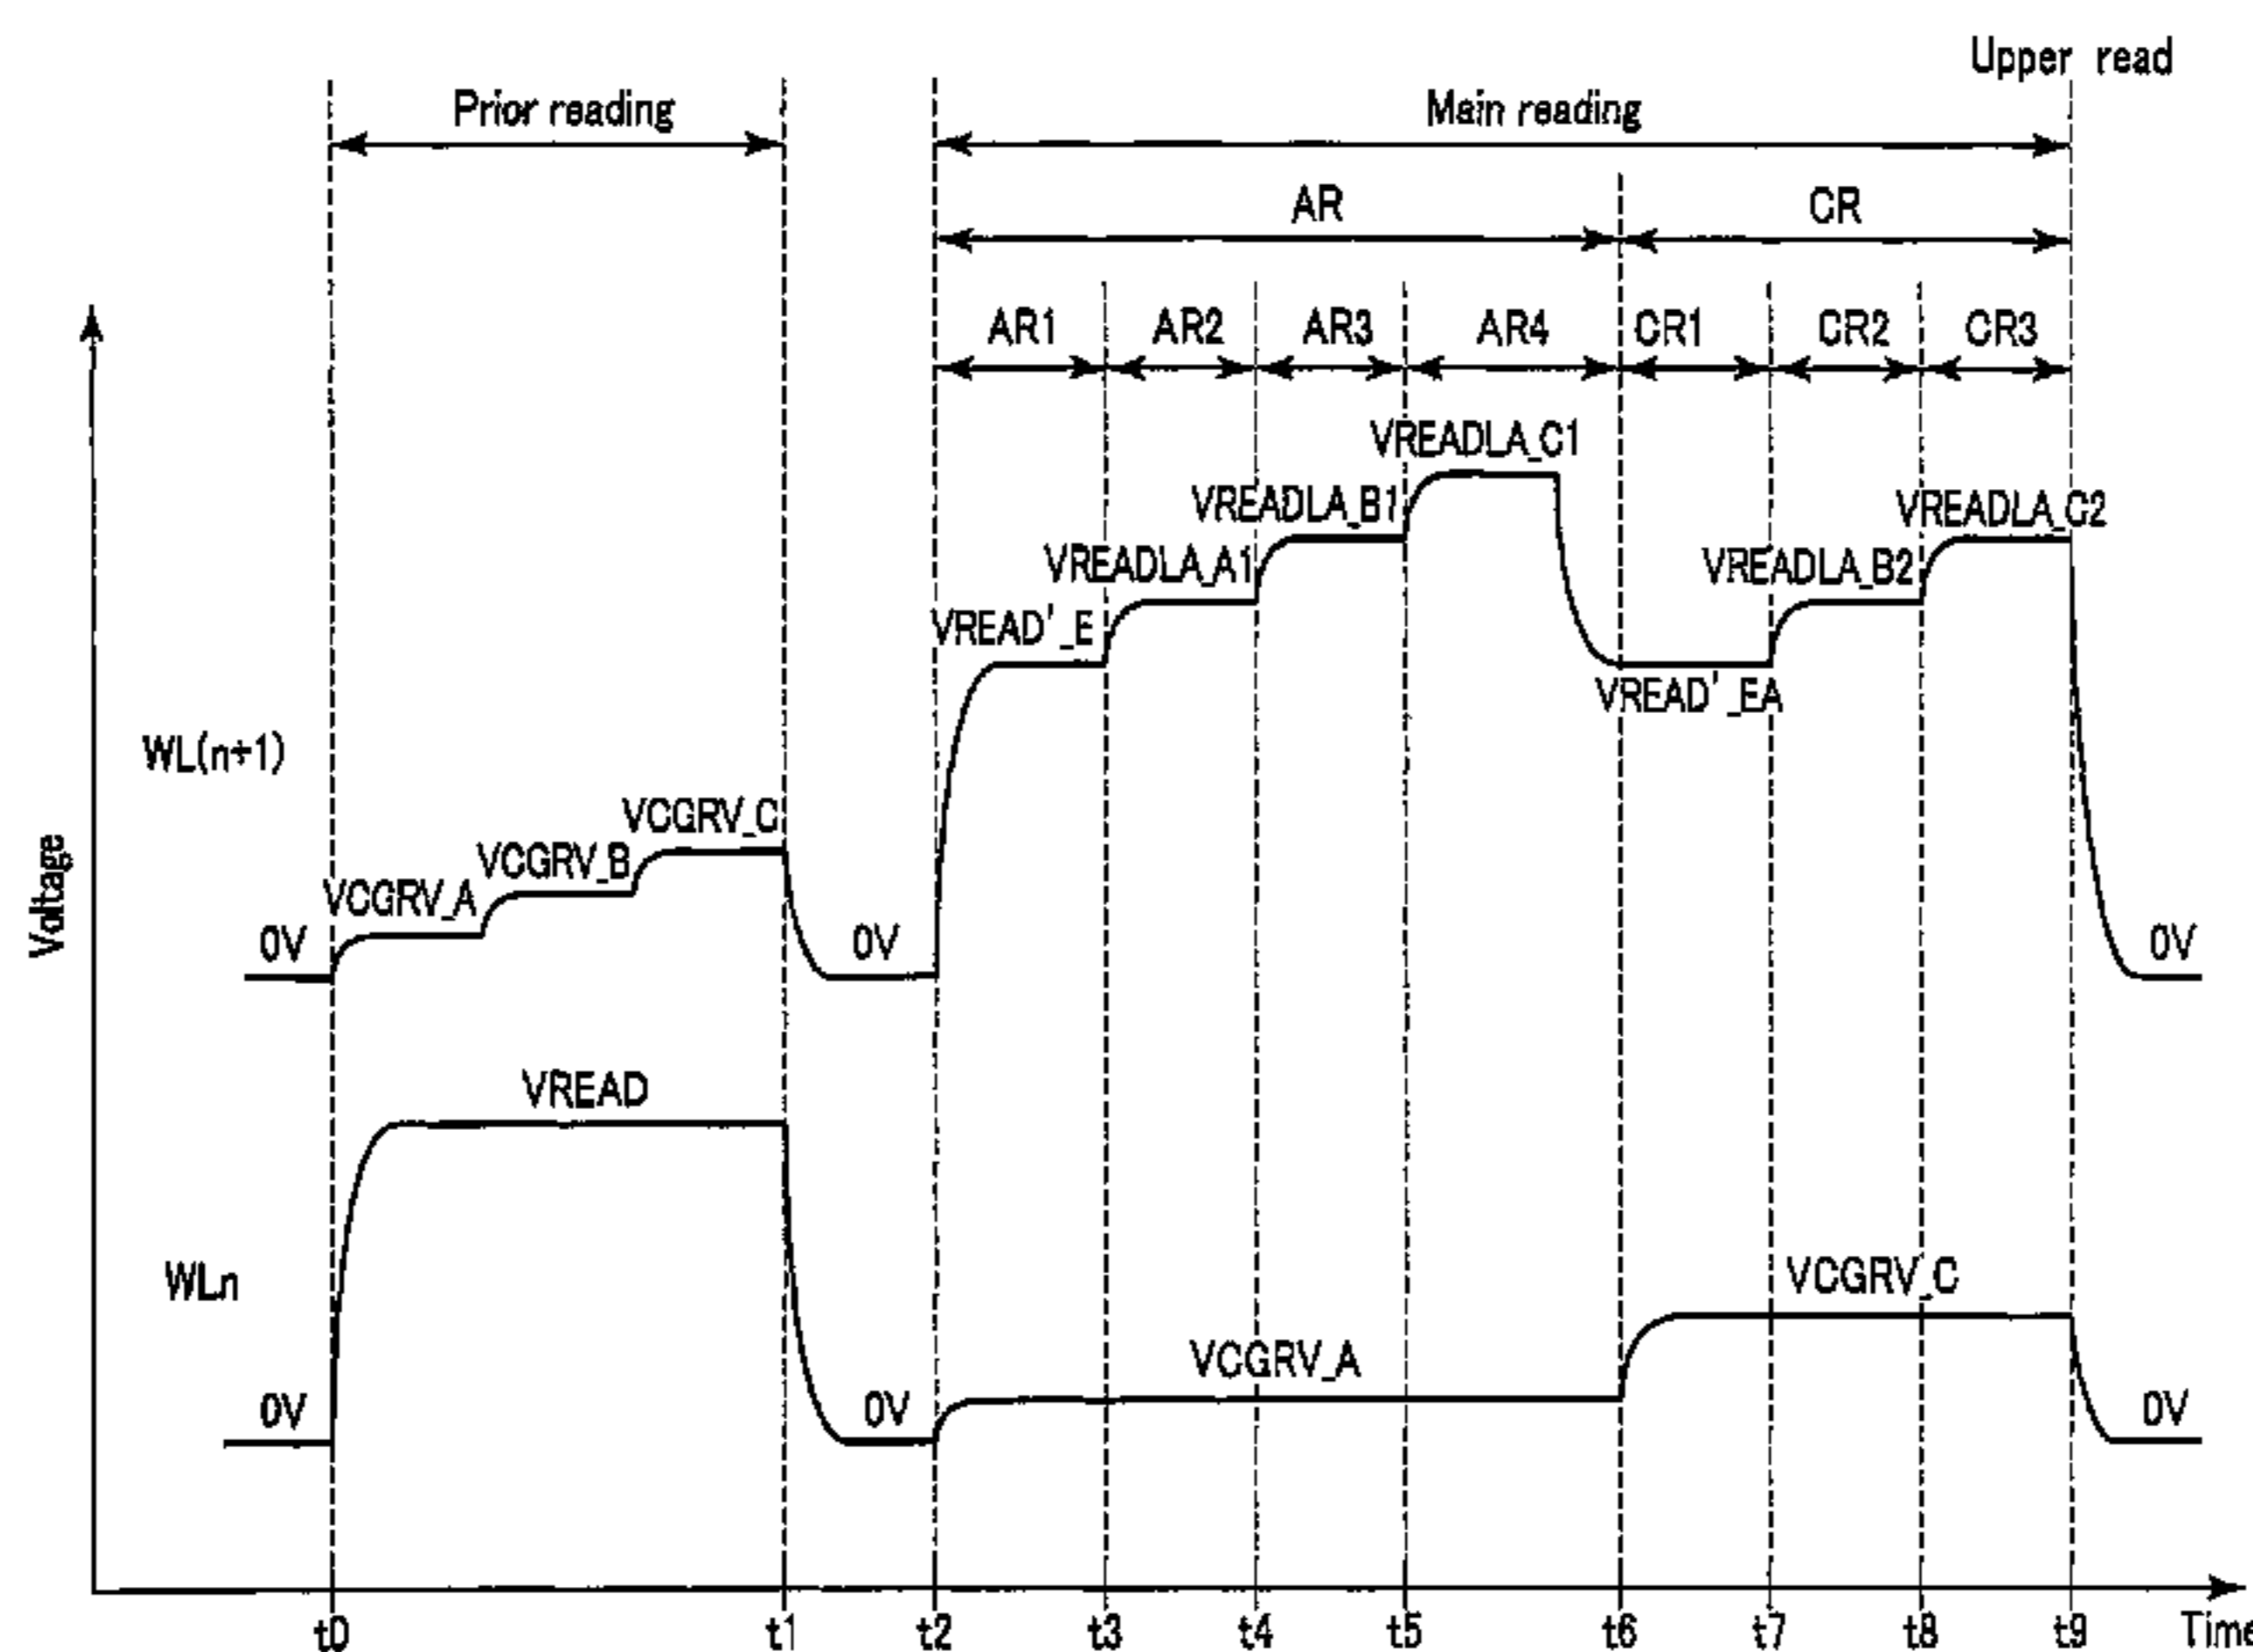 Upper read
Prior reading
Main reading
AR
CR
AR1
AR2
AR3
AR4
CR1
CR2
CR3
VREADLA_C1
VREADLA_B1
VREADLA_C2
VREADLA_A1
VREADLA_B2
VREAD'_E
VREAD'_EA
WL(n+1)
VCGRV_C
VCGRV_B
VCGRV_A
0V
0V
0V
Voltage
VREAD
WLn
VCGRV_C
VCGRV_A
0V
0V
0V
t0
t1
t2
t3
t4
t5
t6
t7
t8
t9
Time